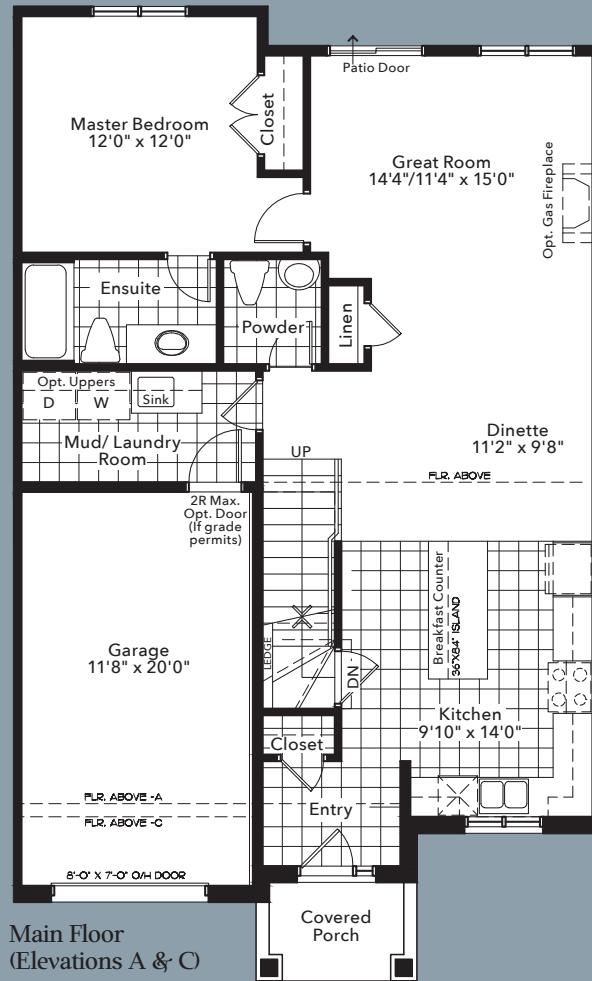 Patio Door
Master Bedroom
12'0" x 12'0"
Closet
Great Room
14'4"/11'4" x 15'0"
Opt. Gas Fireplace
Ensuite
Powder
Linen
Opt. Uppers
D
W
Sink
Mud/ Laundry
Room
Dinette
11'2" x 9'8"
UP
FLR. ABOVE
2R Max.
Opt. Door
(If grade
permits)
Garage
11'8" x 20'0"
Breakfast Counter
36"X84" ISLAND
LEDGE
DN
Kitchen
9'10" x 14'0"
Closet
Entry
FLR. ABOVE -A
FLR. ABOVE -C
8'-0" X 7'-0" O/H DOOR
Covered
Porch
Main Floor
(Elevations A & C)